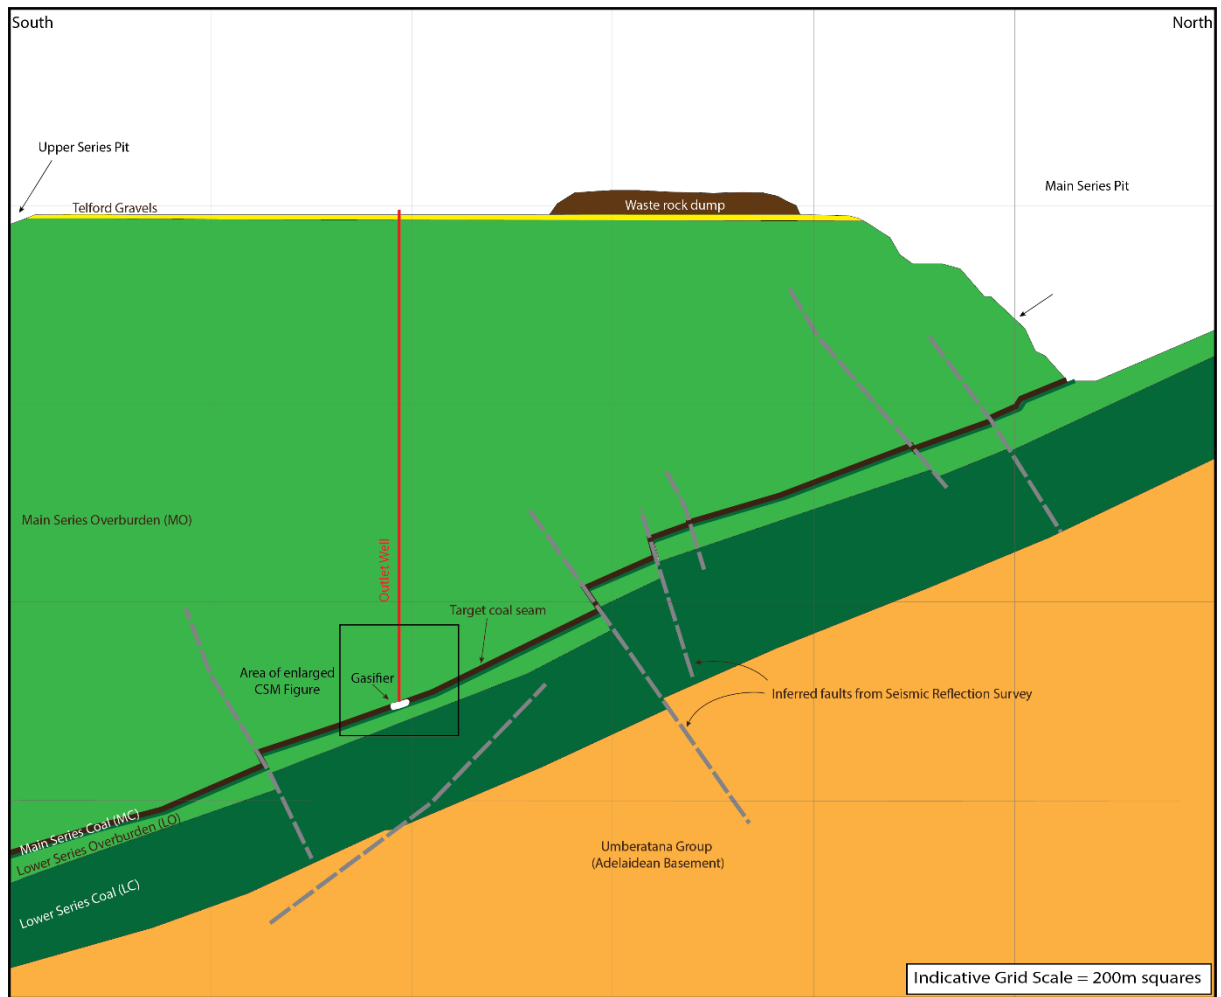 South
North
Upper Series Pit
Main Series Pit
Telford Gravels
Waste rock dump
Main Series Overburden (MO)
Outlet Well
Target coal seam
Area of enlarged
CSM Figure
Gasifier
Inferred faults from Seismic Reflection Survey
Main Series Coal (MC)
Lower Series Overburden (LO)
Lower Series Coal (LC)
Umberatana Group
(Adelaidean Basement)
Indicative Grid Scale = 200m squares